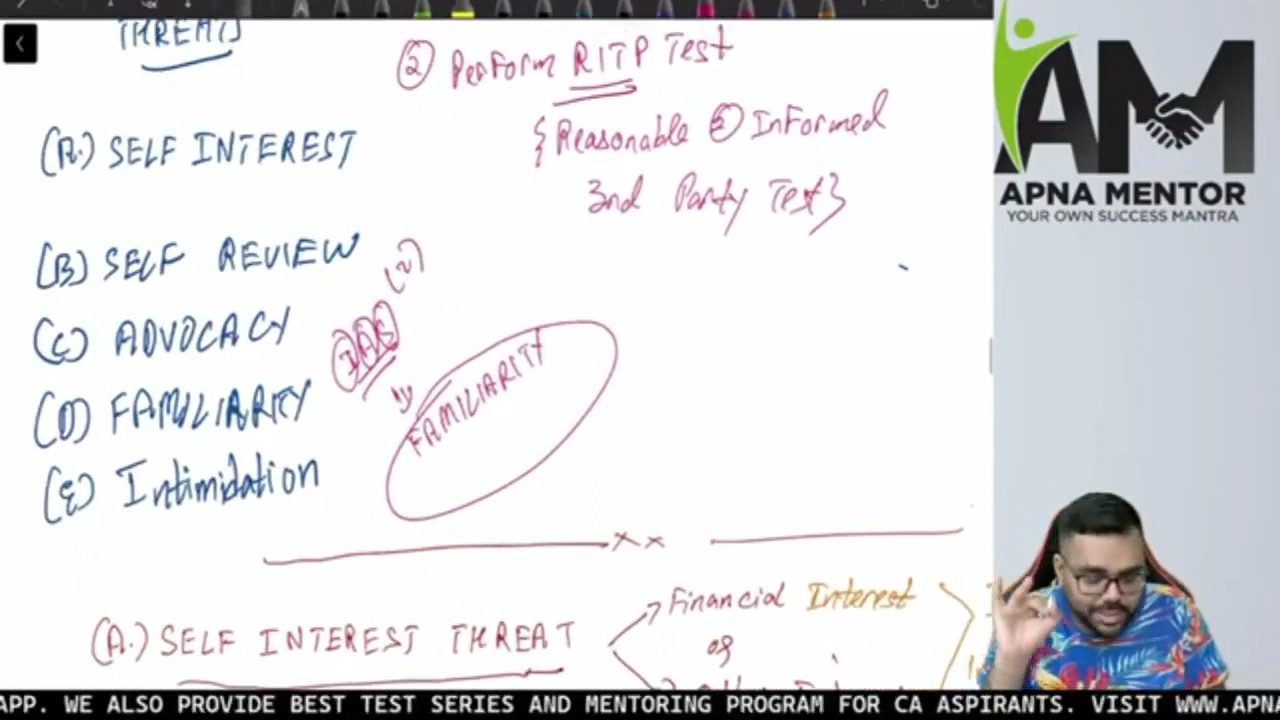 THREATS
② Perform RITP Test
{Reasonable & Informed
3rd Party Test}
(A.) SELF INTEREST
(B) SELF REVIEW
(C) ADVOCACY
(D) FAMILIARITY
(E) Intimidation
FAMILIARITY
(A.) SELF INTEREST THREAT
Financial Interest
or
AM
APNA MENTOR
YOUR OWN SUCCESS MANTRA
APP. WE ALSO PROVIDE BEST TEST SERIES AND MENTORING PROGRAM FOR CA ASPIRANTS. VISIT WWW.APNA